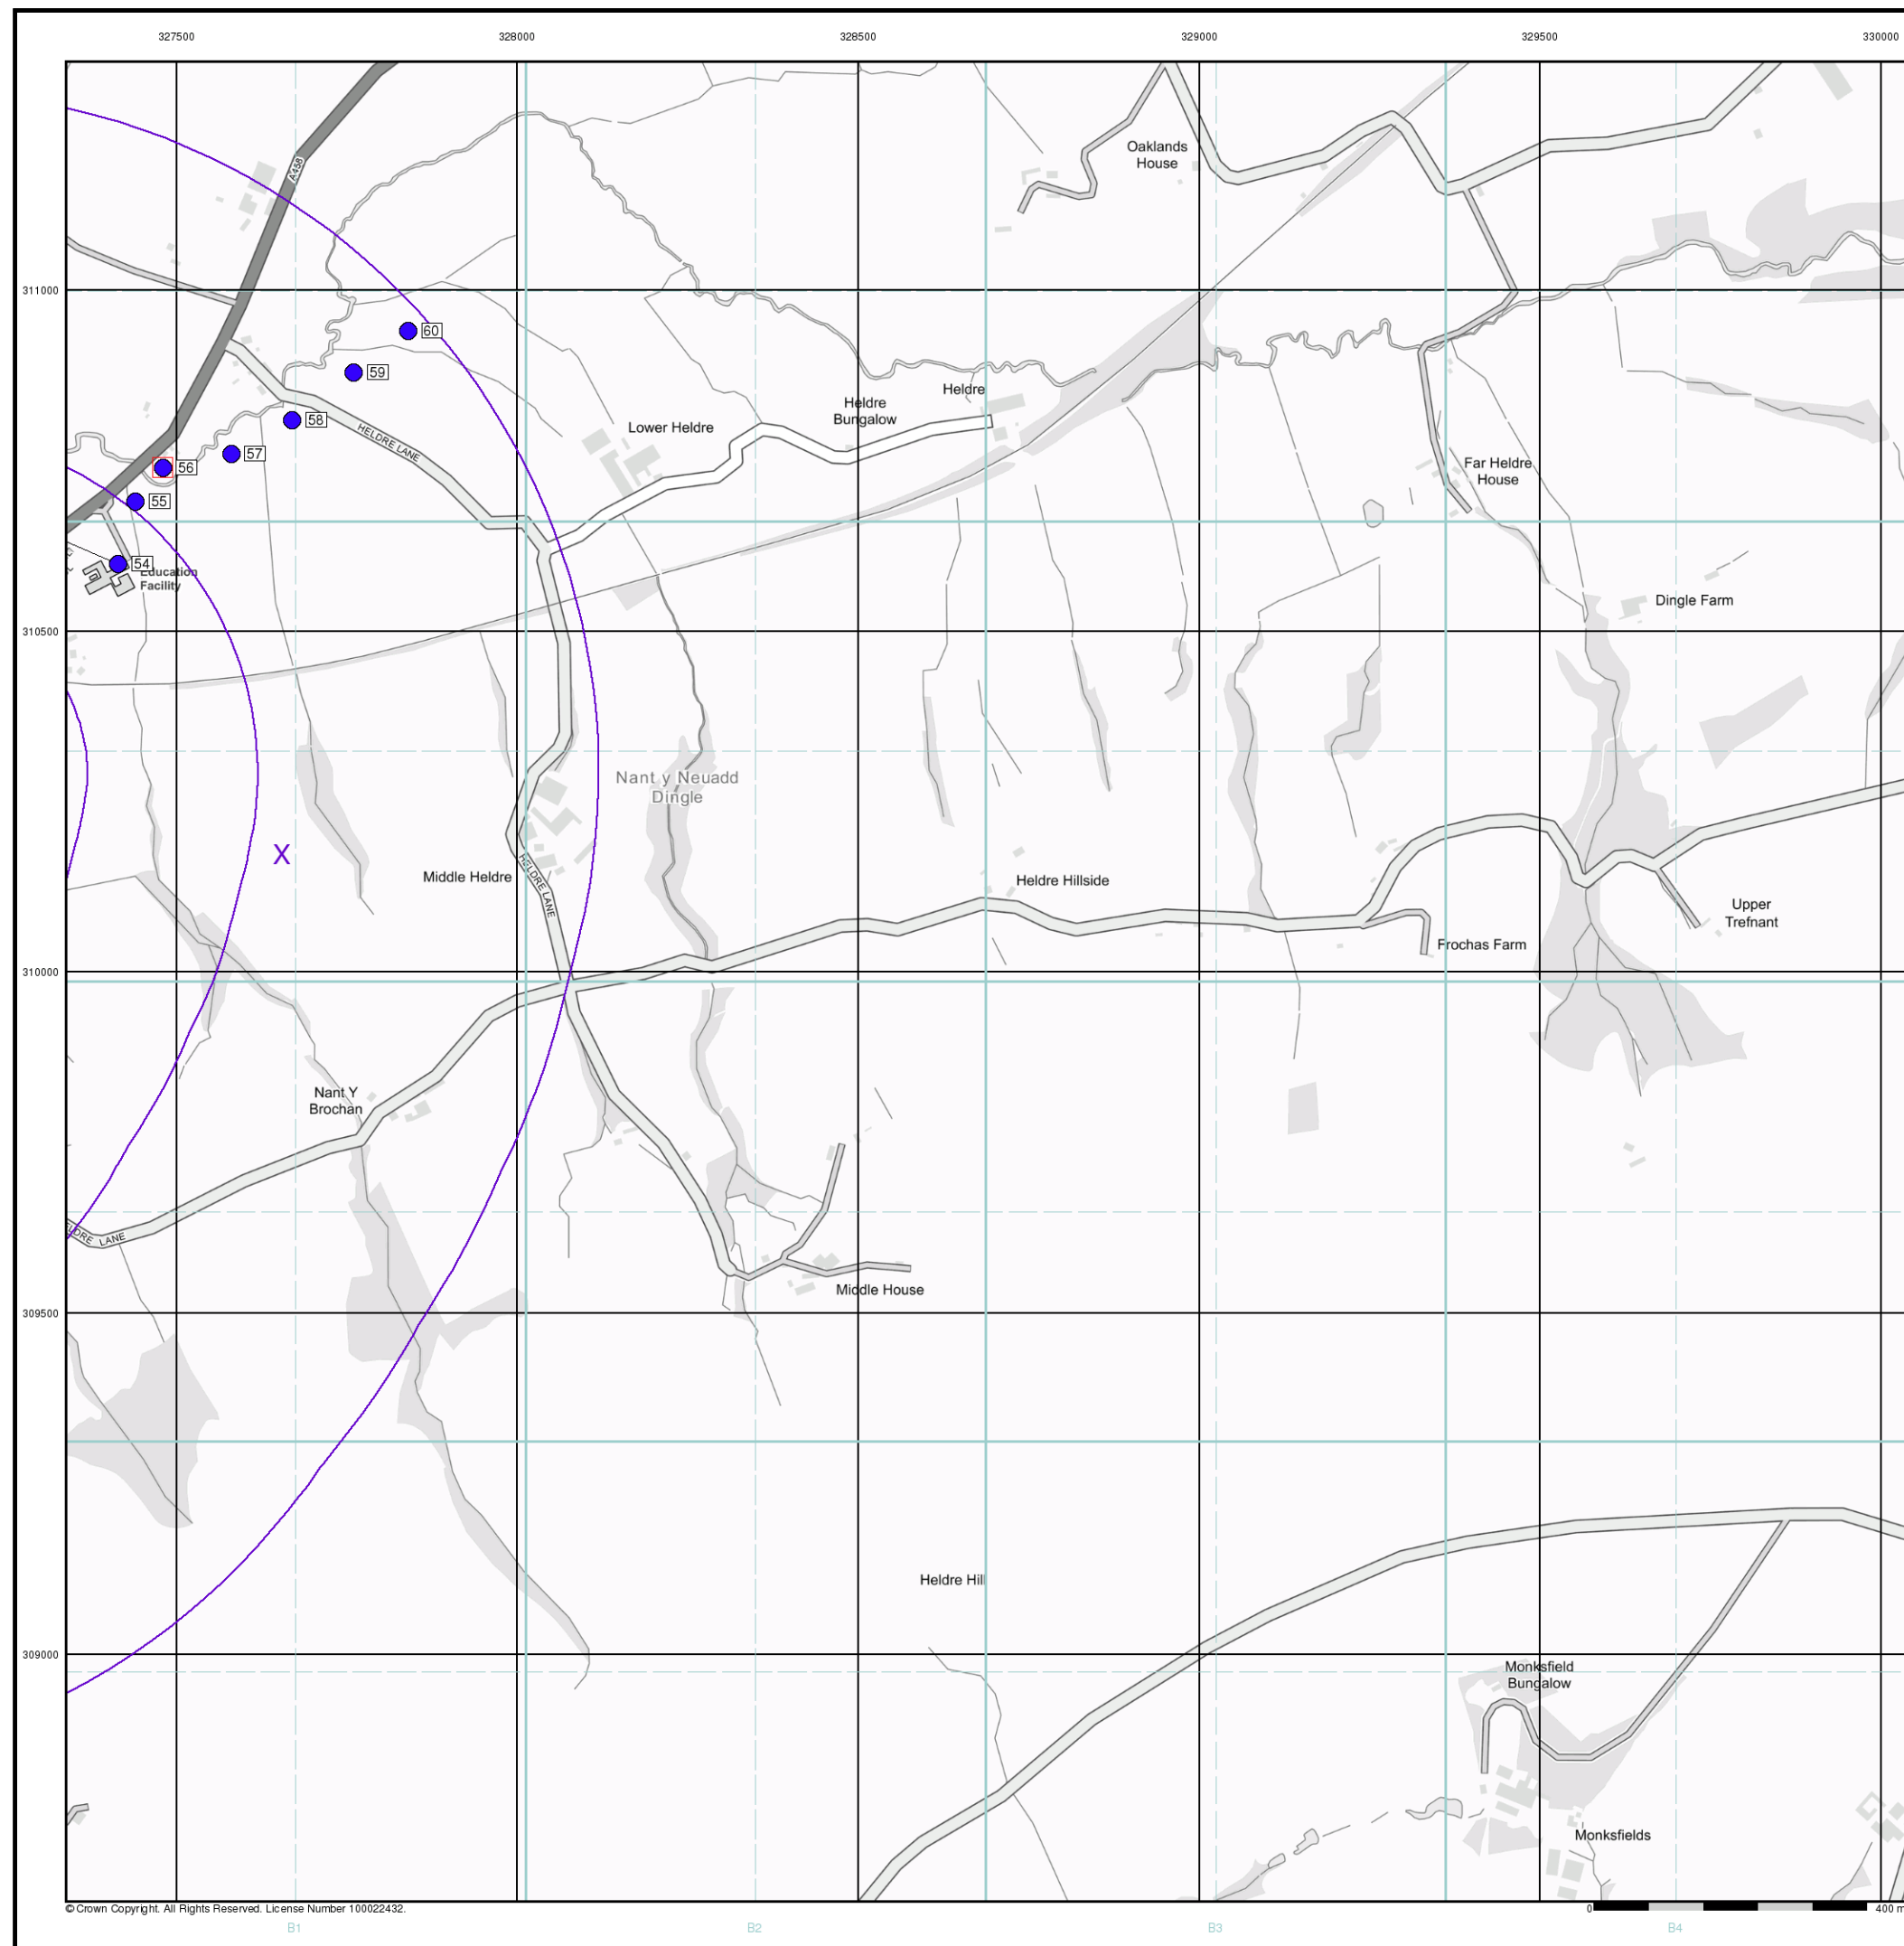 327500 328000 328500 329000 329500 330000
A458
Oaklands
House
311000
60
59
Heldre
Heldre
Bungalow
58
Lower Heldre
HELDRE LANE
57
56
Far Heldre
House
55
54
Education
Facility
Dingle Farm
310500
Nant y Neuadd
Dingle
X
Middle Heldre
HELDRE LANE
Heldre Hillside
Upper
Trefnant
Frochas Farm
310000
Nant Y
Brochan
LDRE LANE
Middle House
309500
Heldre Hill
309000
Monksfield
Bungalow
Monksfields
© Crown Copyright. All Rights Reserved. License Number 100022432.
0 400 m
B1 B2 B3 B4